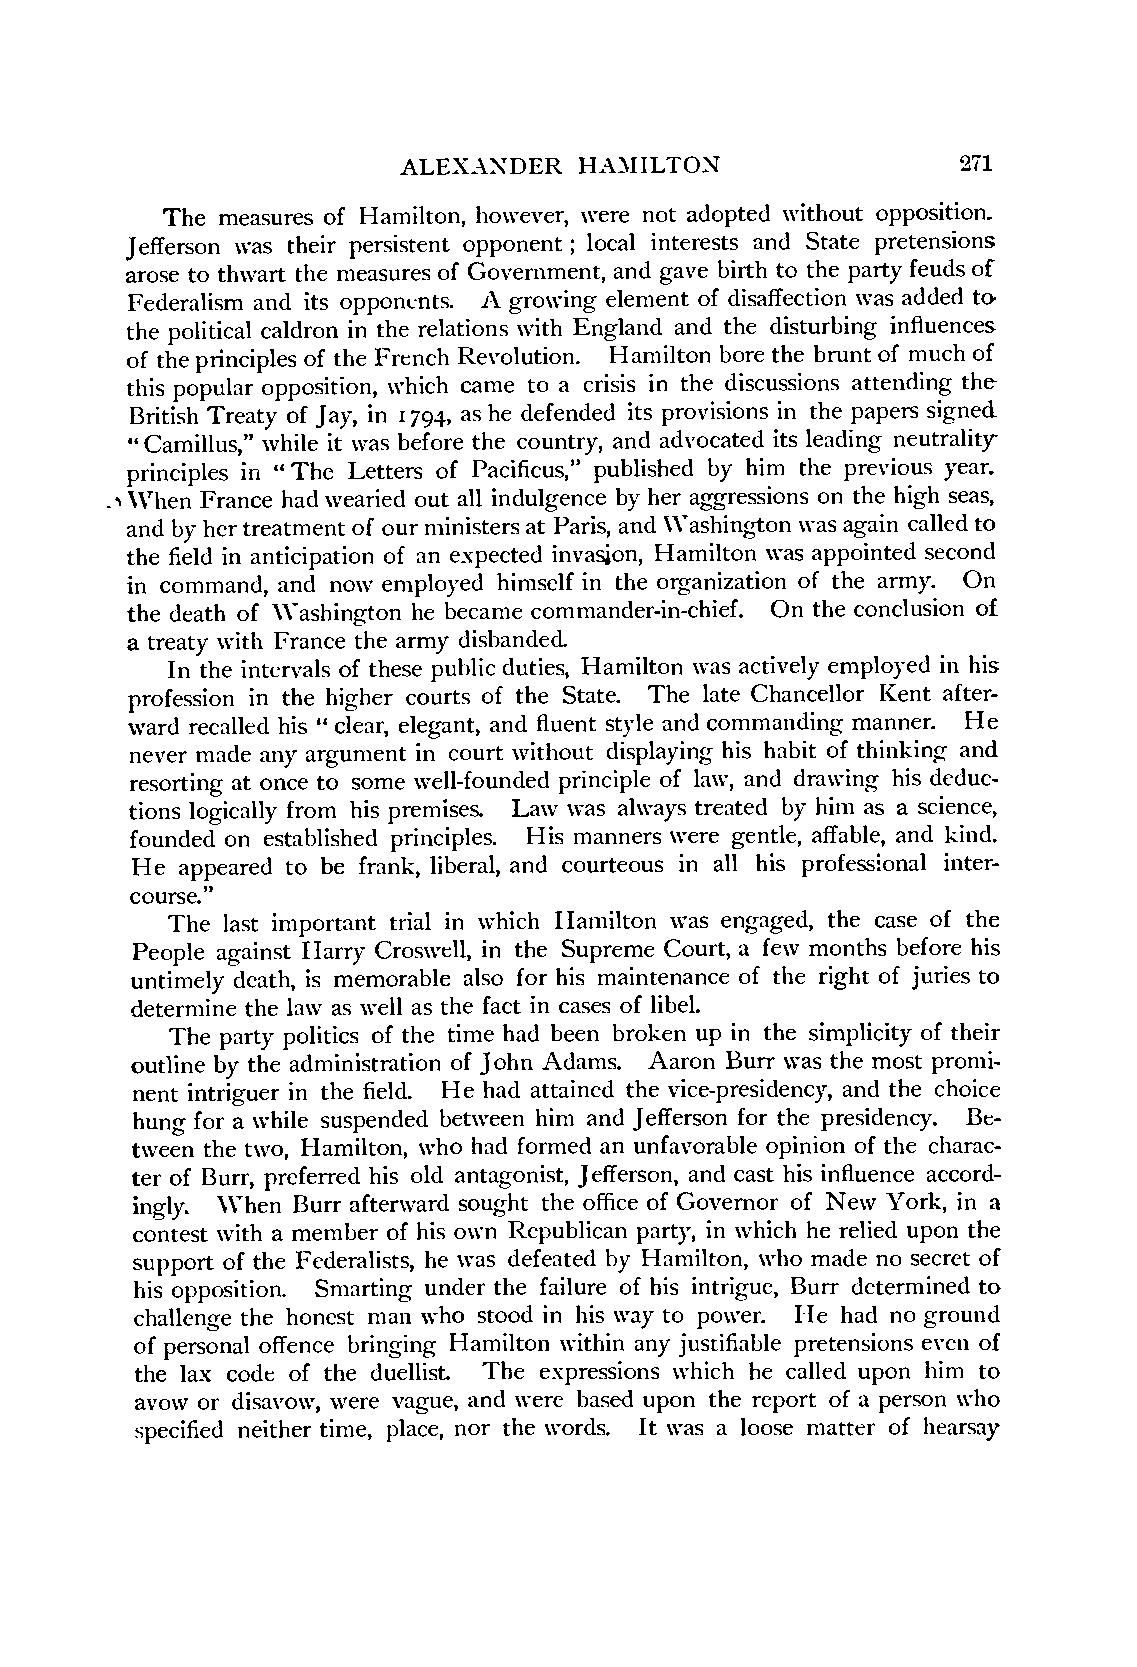 ALEXANDER HAMILTON 271
The measures of Hamilton, however, were not adopted without opposition.
Jefferson was their persistent opponent ; local interests and State pretensions
arose to thwart the measures of Government, and gave birth to the party feuds of
Federalism and its opponents. A growing element of disaffection was added to
the political caldron in the relations with England and the disturbing influences
of the principles of the French Revolution. Hamilton bore the brunt of much of
this popular opposition, which came to a crisis in the discussions attending the
British Treaty of Jay, in 1794, as he defended its provisions in the papers signed
“Camillus,” while it was before the country, and advocated its leading neutrality
principles in “The Letters of Pacificus,” published by him the previous year.
When France had wearied out all indulgence by her aggressions on the high seas,
and by her treatment of our ministers at Paris, and Washington was again called to
the field in anticipation of an expected invasion, Hamilton was appointed second
in command, and now employed himself in the organization of the army. On
the death of Washington he became commander-in-chief. On the conclusion of
a treaty with France the army disbanded.
In the intervals of these public duties, Hamilton was actively employed in his
profession in the higher courts of the State. The late Chancellor Kent after-
ward recalled his “ clear, elegant, and fluent style and commanding manner. He
never made any argument in court without displaying his habit of thinking and
resorting at once to some well-founded principle of law, and drawing his deduc-
tions logically from his premises. Law was always treated by him as a science,
founded on established principles. His manners were gentle, affable, and kind.
He appeared to be frank, liberal, and courteous in all his professional inter-
course.”
The last important trial in which Hamilton was engaged, the case of the
People against Harry Croswell, in the Supreme Court, a few months before his
untimely death, is memorable also for his maintenance of the right of juries to
determine the law as well as the fact in cases of libel.
The party politics of the time had been broken up in the simplicity of their
outline by the administration of John Adams. Aaron Burr was the most promi-
nent intriguer in the field. He had attained the vice-presidency, and the choice
hung for a while suspended between him and Jefferson for the presidency. Be-
tween the two, Hamilton, who had formed an unfavorable opinion of the charac-
ter of Burr, preferred his old antagonist, Jefferson, and cast his influence accord-
ingly. When Burr afterward sought the office of Governor of New York, in a
contest with a member of his own Republican party, in which he relied upon the
support of the Federalists, he was defeated by Hamilton, who made no secret of
his opposition. Smarting under the failure of his intrigue, Burr determined to
challenge the honest man who stood in his way to power. He had no ground
of personal offence bringing Hamilton within any justifiable pretensions even of
the lax code of the duellist. The expressions which he called upon him to
avow or disavow, were vague, and were based upon the report of a person who
specified neither time, place, nor the words. It was a loose matter of hearsay